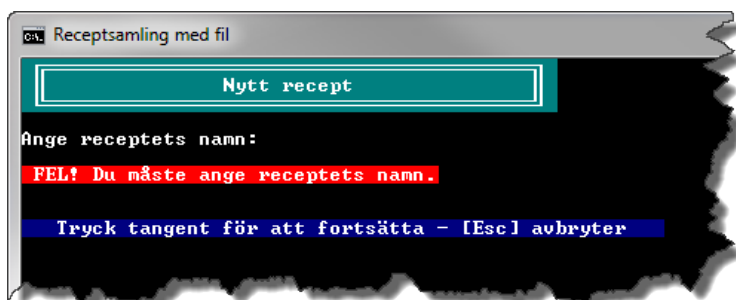 Receptsamling med fil
Nytt recept
Ange receptets namn:
FEL! Du måste ange receptets namn.
Tryck tangent för att fortsätta - [Esc] avbryter